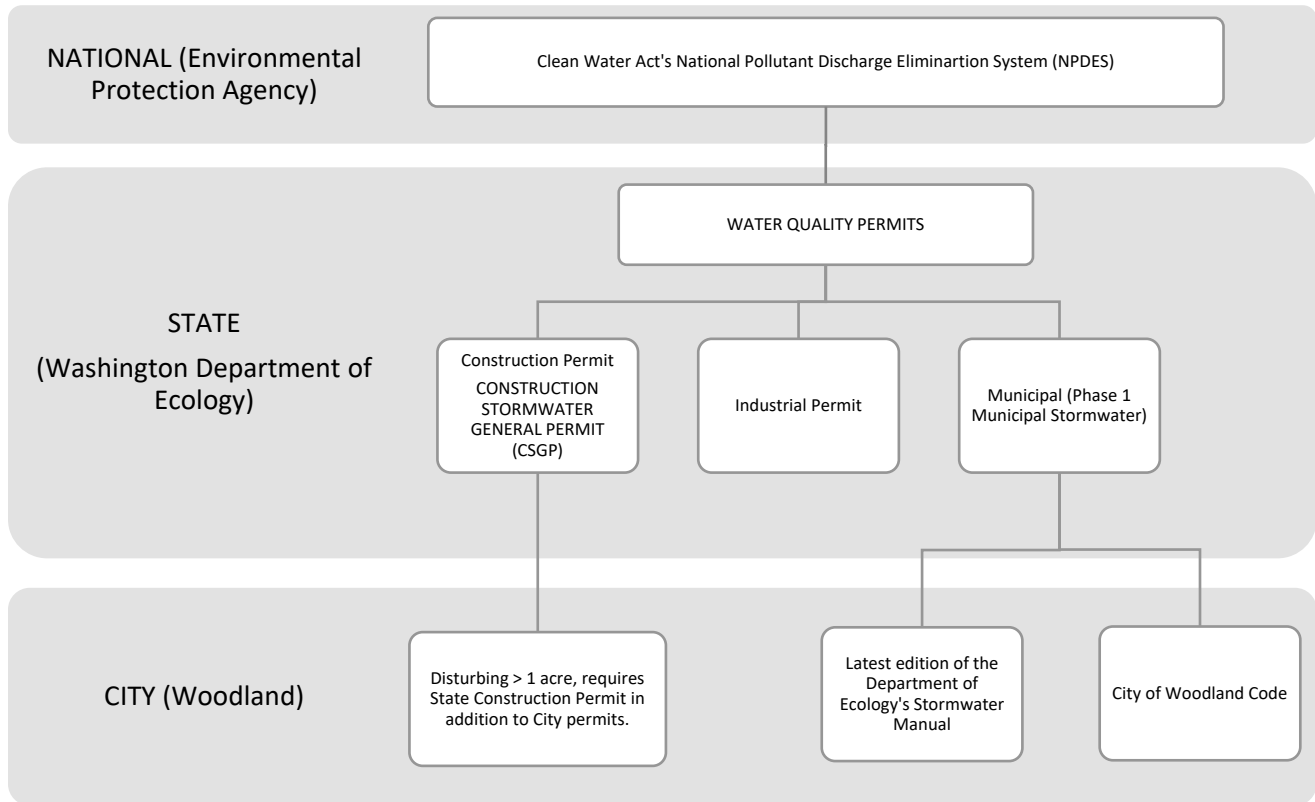 NATIONAL (Environmental
Protection Agency)
Clean Water Act's National Pollutant Discharge Eliminartion System (NPDES)
STATE
(Washington Department of
Ecology)
WATER QUALITY PERMITS
Construction Permit
CONSTRUCTION
STORMWATER
GENERAL PERMIT
(CSGP)
Industrial Permit
Municipal (Phase 1
Municipal Stormwater)
CITY (Woodland)
Disturbing > 1 acre, requires
State Construction Permit in
addition to City permits.
Latest edition of the
Department of
Ecology's Stormwater
Manual
City of Woodland Code